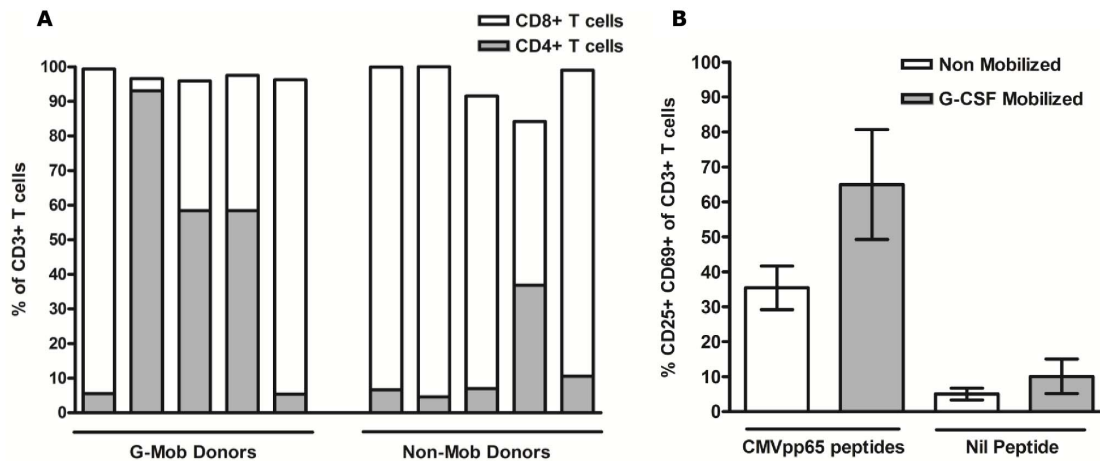 A
CD8+ T cells
CD4+ T cells
% of CD3+ T cells
100
90
80
70
60
50
40
30
20
10
0
G-Mob Donors
Non-Mob Donors
B
Non Mobilized
G-CSF Mobilized
% CD25+ CD69+ of CD3+ T cells
100
90
80
70
60
50
40
30
20
10
0
CMVpp65 peptides
Nil Peptide